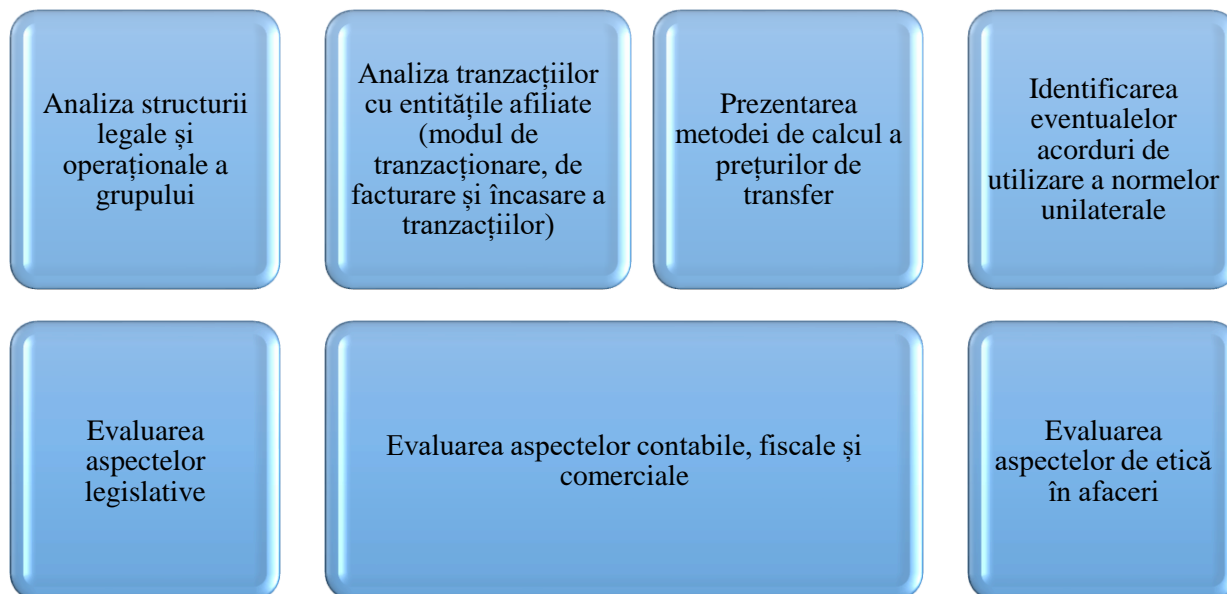 Analiza structurii
legale și
operaționale a
grupului
Analiza tranzacțiilor
cu entitățile afiliate
(modul de
tranzacționare, de
facturare și încasare a
tranzacțiilor)
Prezentarea
metodei de calcul a
prețurilor de
transfer
Identificarea
eventualelor
acorduri de
utilizare a normelor
unilaterale
Evaluarea
aspectelor
legislative
Evaluarea aspectelor contabile, fiscale și
comerciale
Evaluarea
aspectelor de etică
în afaceri